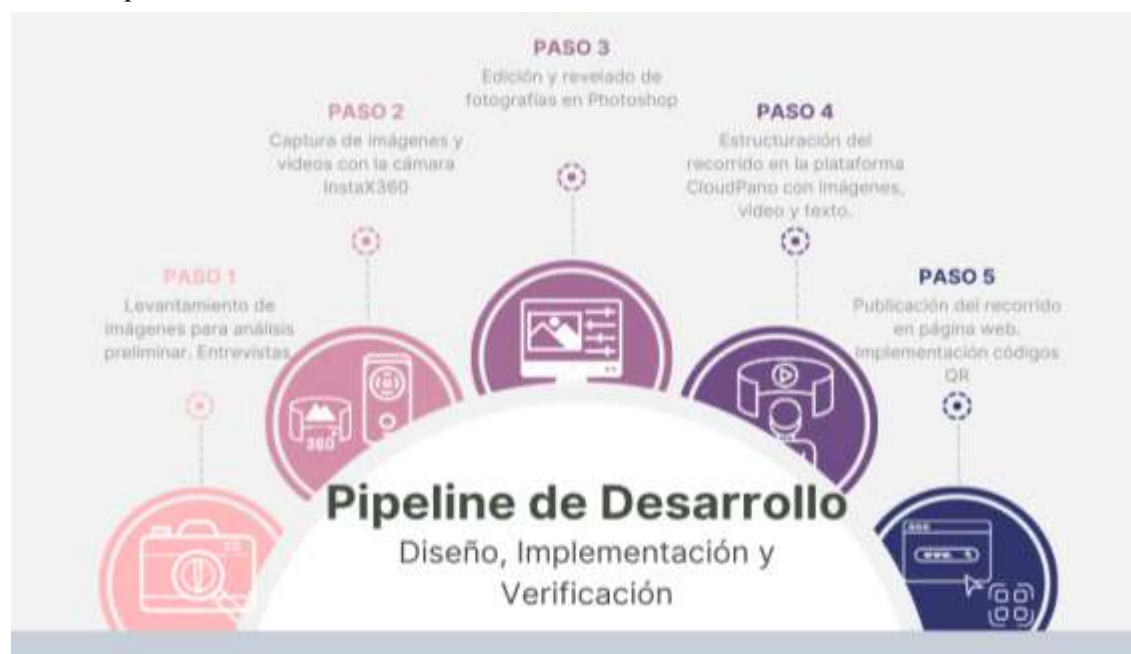 PASO 1
Levantamiento de
imágenes para análisis
preliminar. Entrevistas
PASO 2
Captura de imágenes y
videos con la cámara
InstaX360
PASO 3
Edición y revelado de
fotografías en Photoshop
PASO 4
Estructuración del
recorrido en la plataforma
CloudPano con imágenes,
video y texto.
PASO 5
Publicación del recorrido
en página web.
Implementación códigos
QR
360°
www.
Pipeline de Desarrollo
Diseño, Implementación y
Verificación